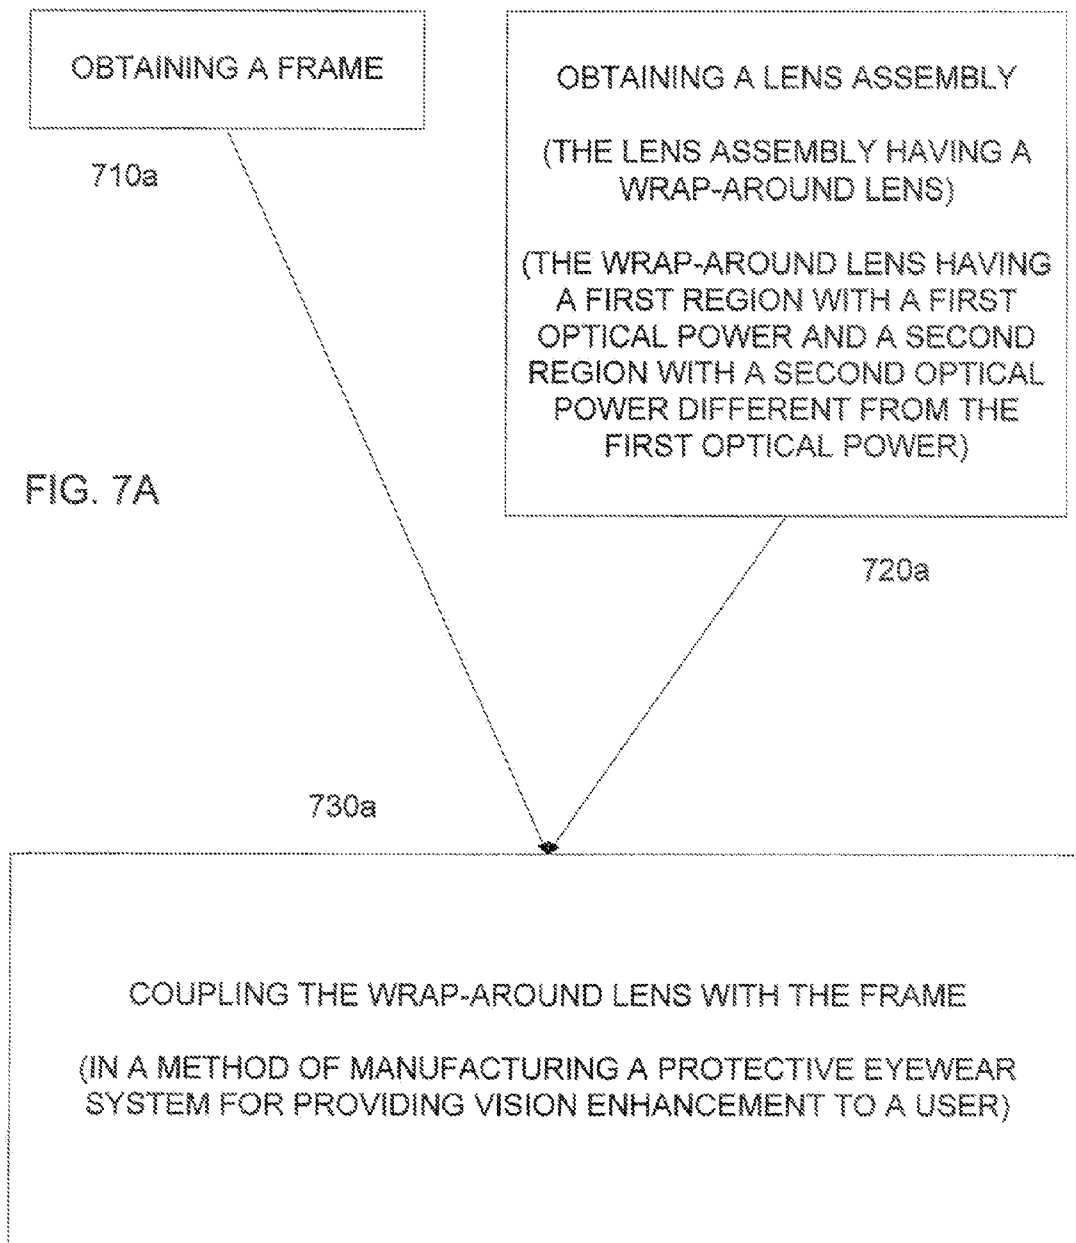 OBTAINING A FRAME
710a
OBTAINING A LENS ASSEMBLY
(THE LENS ASSEMBLY HAVING A
WRAP-AROUND LENS)
(THE WRAP-AROUND LENS HAVING
A FIRST REGION WITH A FIRST
OPTICAL POWER AND A SECOND
REGION WITH A SECOND OPTICAL
POWER DIFFERENT FROM THE
FIRST OPTICAL POWER)
FIG. 7A
720a
730a
COUPLING THE WRAP-AROUND LENS WITH THE FRAME
(IN A METHOD OF MANUFACTURING A PROTECTIVE EYEWEAR
SYSTEM FOR PROVIDING VISION ENHANCEMENT TO A USER)